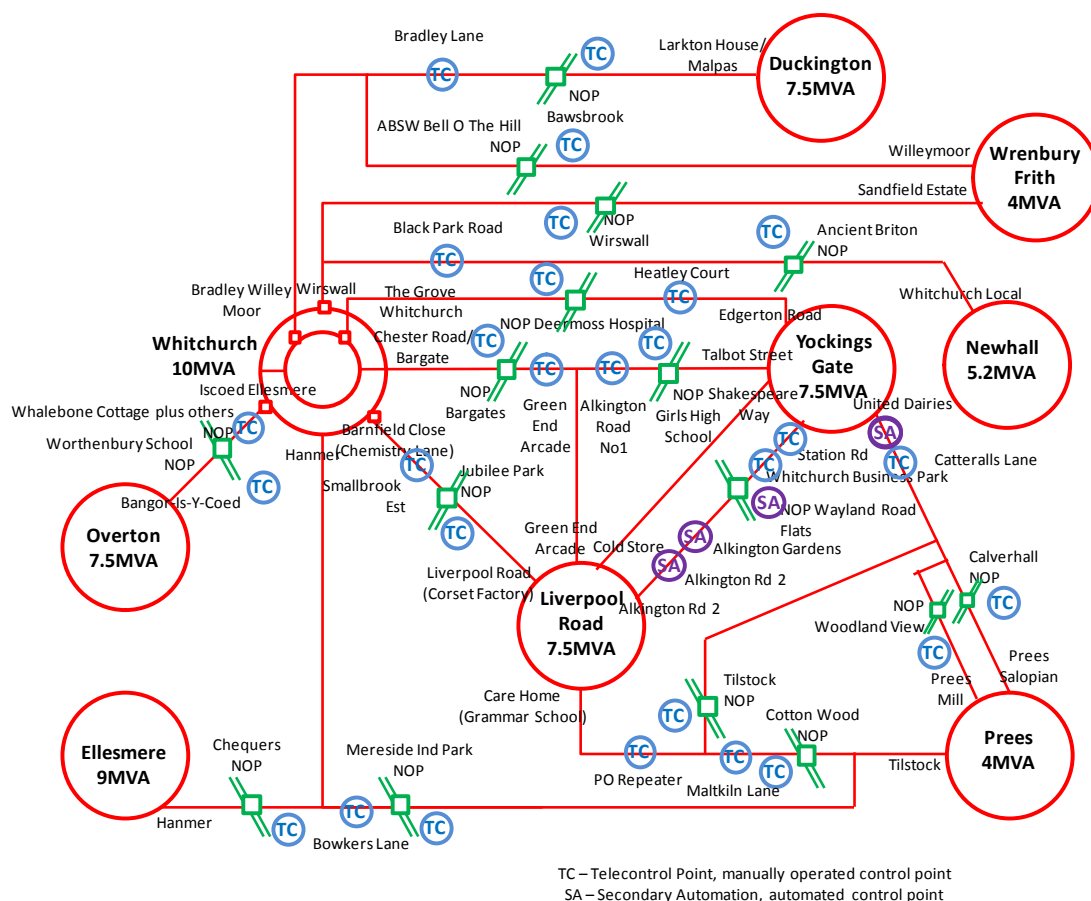 Bradley Lane
TC
TC
Larkton House/
Malpas
Duckington
7.5MVA
NOP
Bawsbrook
ABSW Bell O The Hill
NOP
TC
Willeymoor
Wrenbury
Frith
4MVA
Sandfield Estate
TC
NOP
Wirswall
Black Park Road
TC
TC
Ancient Briton
NOP
Whitchurch Local
Newhall
5.2MVA
Bradley Willey
Moor
Wirswall
The Grove
Whitchurch
TC
Heatley Court
TC
Edgerton Road
NOP Deermoss Hospital
Whitchurch
10MVA
Chester Road/
Bargate
TC
TC
NOP
Bargates
Green
End
Arcade
TC
Alkington
Road
No1
TC
NOP
Girls High
School
Talbot Street
Yockings
Gate
7.5MVA
Shakespeare
Way
United Dairies
SA
TC
Catteralls Lane
Station Rd
TC
TC
Whitchurch Business Park
SA
NOP Wayland Road
Flats
Iscoed Ellesmere
Whalebone Cottage plus others
NOP
TC
Worthenbury School
NOP
TC
Bangor-Is-Y-Coed
Overton
7.5MVA
Hanmer
Barnfield Close
(Chemistry Lane)
TC
Smallbrook
Est
Jubilee Park
NOP
TC
Liverpool Road
(Corset Factory)
Green End
Arcade
Cold Store
SA
Alkington Gardens
SA
Alkington Rd 2
Alkington Rd 2
Liverpool
Road
7.5MVA
Calverhall
NOP
TC
NOP
Woodland View
TC
Prees
Mill
Prees
Salopian
Prees
4MVA
Tilstock
Care Home
(Grammar School)
Tilstock
NOP
TC
Cotton Wood
NOP
TC
PO Repeater
TC
TC
Maltkiln Lane
Ellesmere
9MVA
Hanmer
Chequers
NOP
TC
Mereside Ind Park
NOP
TC
Bowkers Lane
TC
TC – Telecontrol Point, manually operated control point
SA – Secondary Automation, automated control point